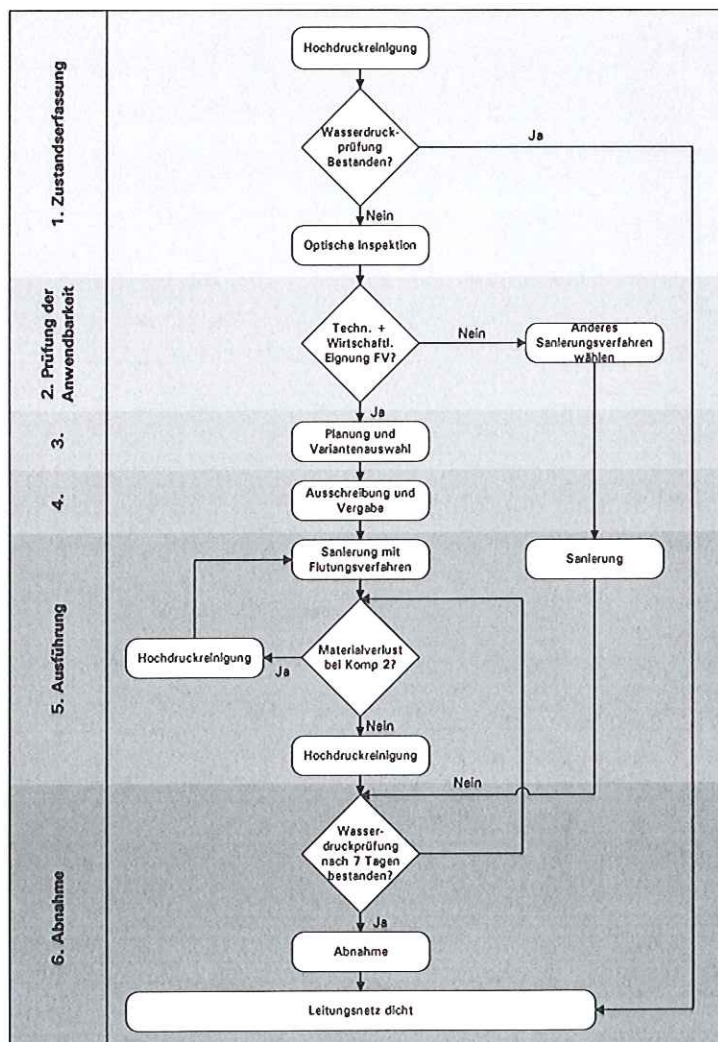 1. Zustandserfassung
Hochdruckreinigung
Wasserdruck-
prüfung
Bestanden?
Ja
Nein
Optische Inspektion
2. Prüfung der
Anwendbarkeit
Techn. +
Wirtschaftl.
Eignung FV?
Nein
Anderes
Sanierungsverfahren
wählen
Ja
3.
Planung und
Variantenauswahl
4.
Ausschreibung und
Vergabe
5. Ausführung
Sanierung mit
Flutungsverfahren
Sanierung
Hochdruckreinigung
Ja
Materialverlust
bei Komp 2?
Nein
Hochdruckreinigung
Nein
6. Abnahme
Wasser-
druckprüfung
nach 7 Tagen
bestanden?
Ja
Abnahme
Leitungsnetz dicht